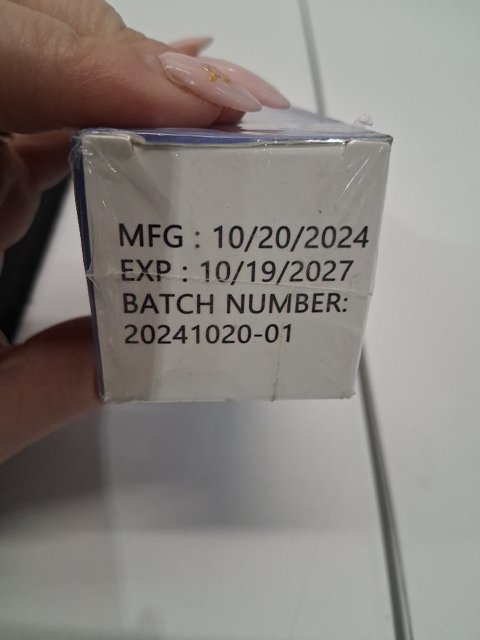 MFG : 10/20/2024
EXP : 10/19/2027
BATCH NUMBER:
20241020-01